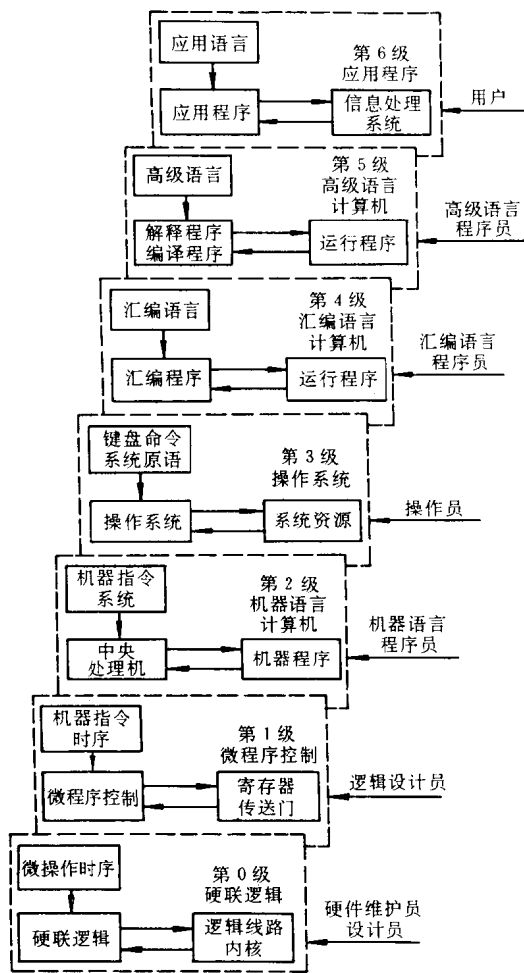 应用语言
第6级
应用程序
应用程序
信息处理
系统
用户
高级语言
第5级
高级语言
计算机
解释程序
编译程序
运行程序
高级语言
程序员
汇编语言
第4级
汇编语言
计算机
汇编程序
运行程序
汇编语言
程序员
键盘命令
系统原语
第3级
操作系统
操作系统
系统资源
操作员
机器指令
系统
第2级
机器语言
计算机
中央
处理机
机器程序
机器语言
程序员
机器指令
时序
第1级
微程序控制
微程序控制
寄存器
传送门
逻辑设计员
微操作时序
第0级
硬联逻辑
硬联逻辑
逻辑线路
内核
硬件维护员
设计员